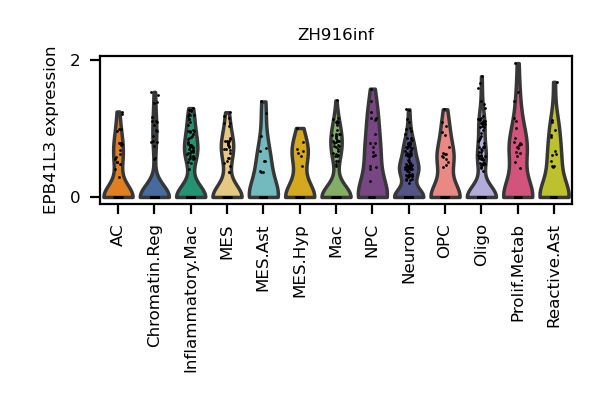 ZH916inf
EPB41L3 expression
2
0
AC
Chromatin.Reg
Inflammatory.Mac
MES
MES.Ast
MES.Hyp
Mac
NPC
Neuron
OPC
Oligo
Prolif.Metab
Reactive.Ast